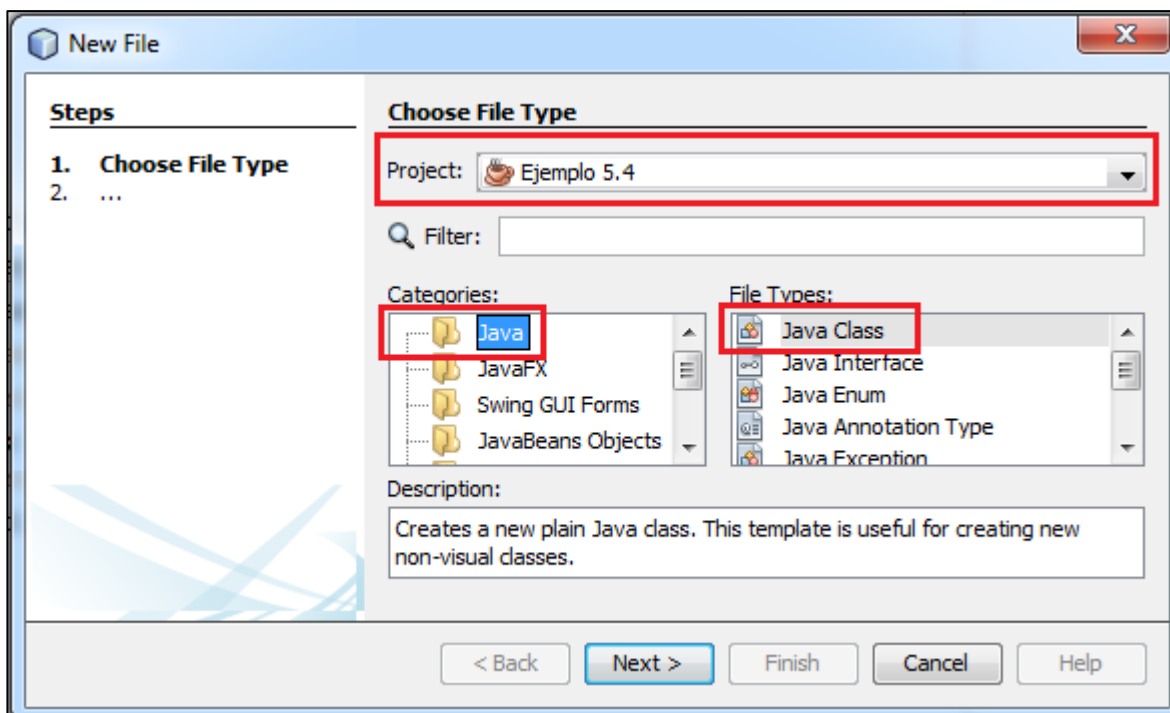 New File
Steps
1. Choose File Type
2. ...
Choose File Type
Project: Ejemplo 5.4
Filter:
Categories:
Java
JavaFX
Swing GUI Forms
JavaBeans Objects
File Types:
Java Class
Java Interface
Java Enum
Java Annotation Type
Java Exception
Description:
Creates a new plain Java class. This template is useful for creating new
non-visual classes.
< Back Next > Finish Cancel Help